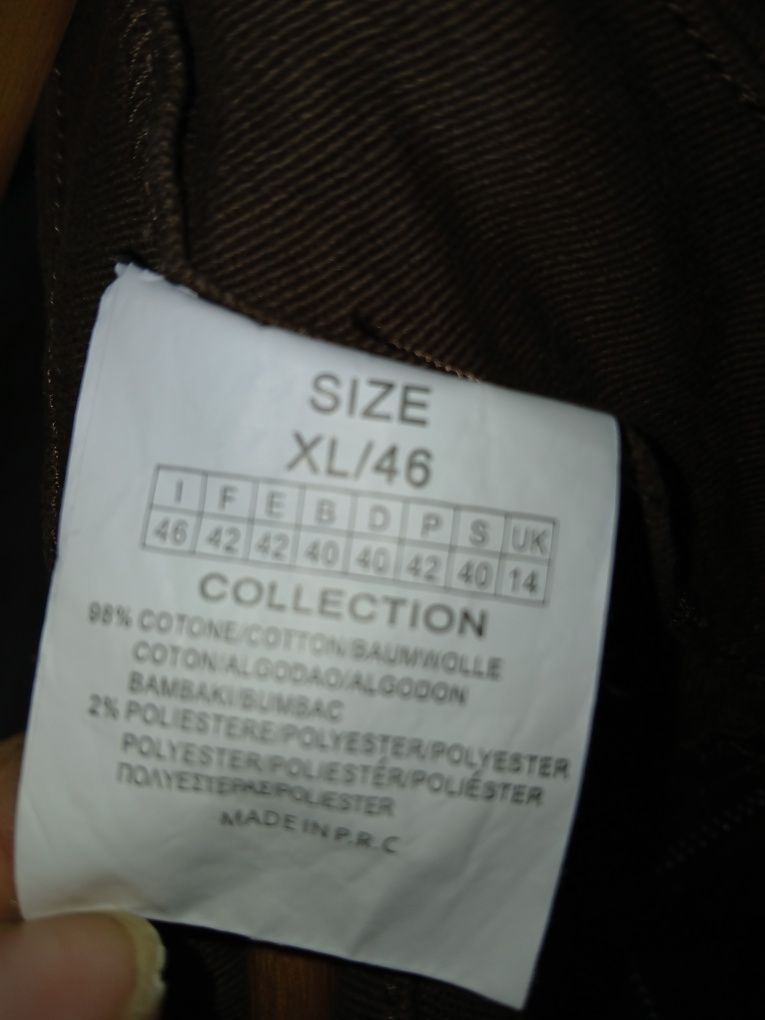 SIZE
XL/46
I F E B D P S UK
46 42 42 40 40 42 40 14
COLLECTION
98% COTONE/COTTON/BAUMWOLLE
COTON/ALGODAO/ALGODON
BAMBAKI/BUMBAC
2% POLIESTERE/POLYESTER/POLYESTER
POLYESTER/POLIESTÉR/POLIÉSTER
ΠΟΛΥΕΣΤΕΡΑΣ/POLIESTER
MADE IN P.R.C